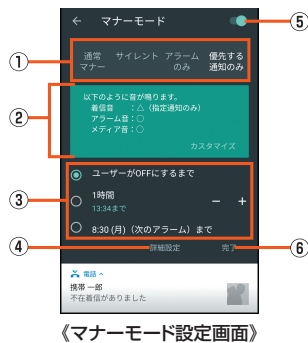 ← マナーモード
⑤
①
通常 サイレント アラーム 優先する
マナー のみ 通知のみ
②
以下のように音が鳴ります。
着信音 ：△（指定通知のみ）
アラーム音：○
メディア音：○
カスタマイズ
③
ユーザーがOFFにするまで
1時間
13:34まで
− +
8:30 (月)（次のアラーム）まで
④
詳細設定 完了
⑥
電話
携帯 一郎
不在着信がありました
《マナーモード設定画面》